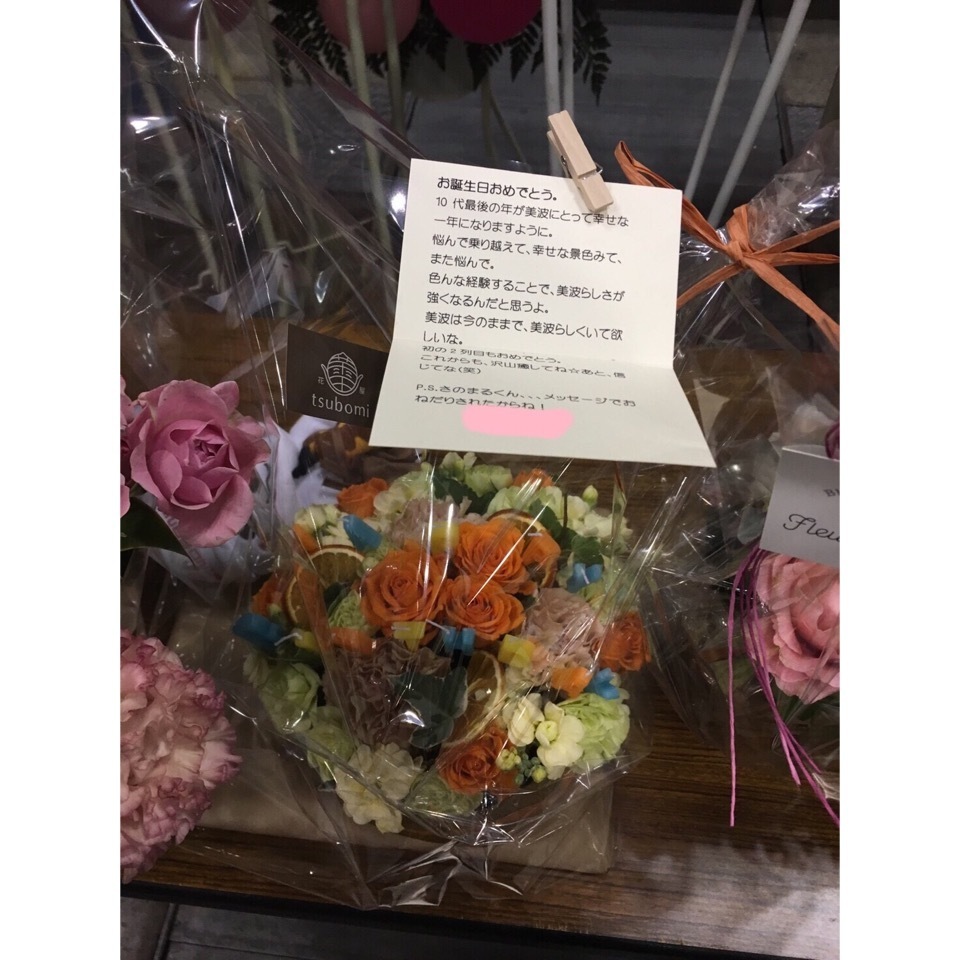 お誕生日おめでとう。
10 代最後の年が美波にとって幸せな
一年になりますように。
悩んで乗り越えて、幸せな景色みて、
また悩んで。
色んな経験することで、美波らしさが
強くなるんだと思うよ。
美波は今のままで、美波らしくいて欲
しいな。
初の2列目もおめでとう。
これからも、沢山癒してね☆あと、信
じてな(笑)
P.S.さのまるくん、、、メッセージでお
ねだりされたからね!
花屋
tsubomi